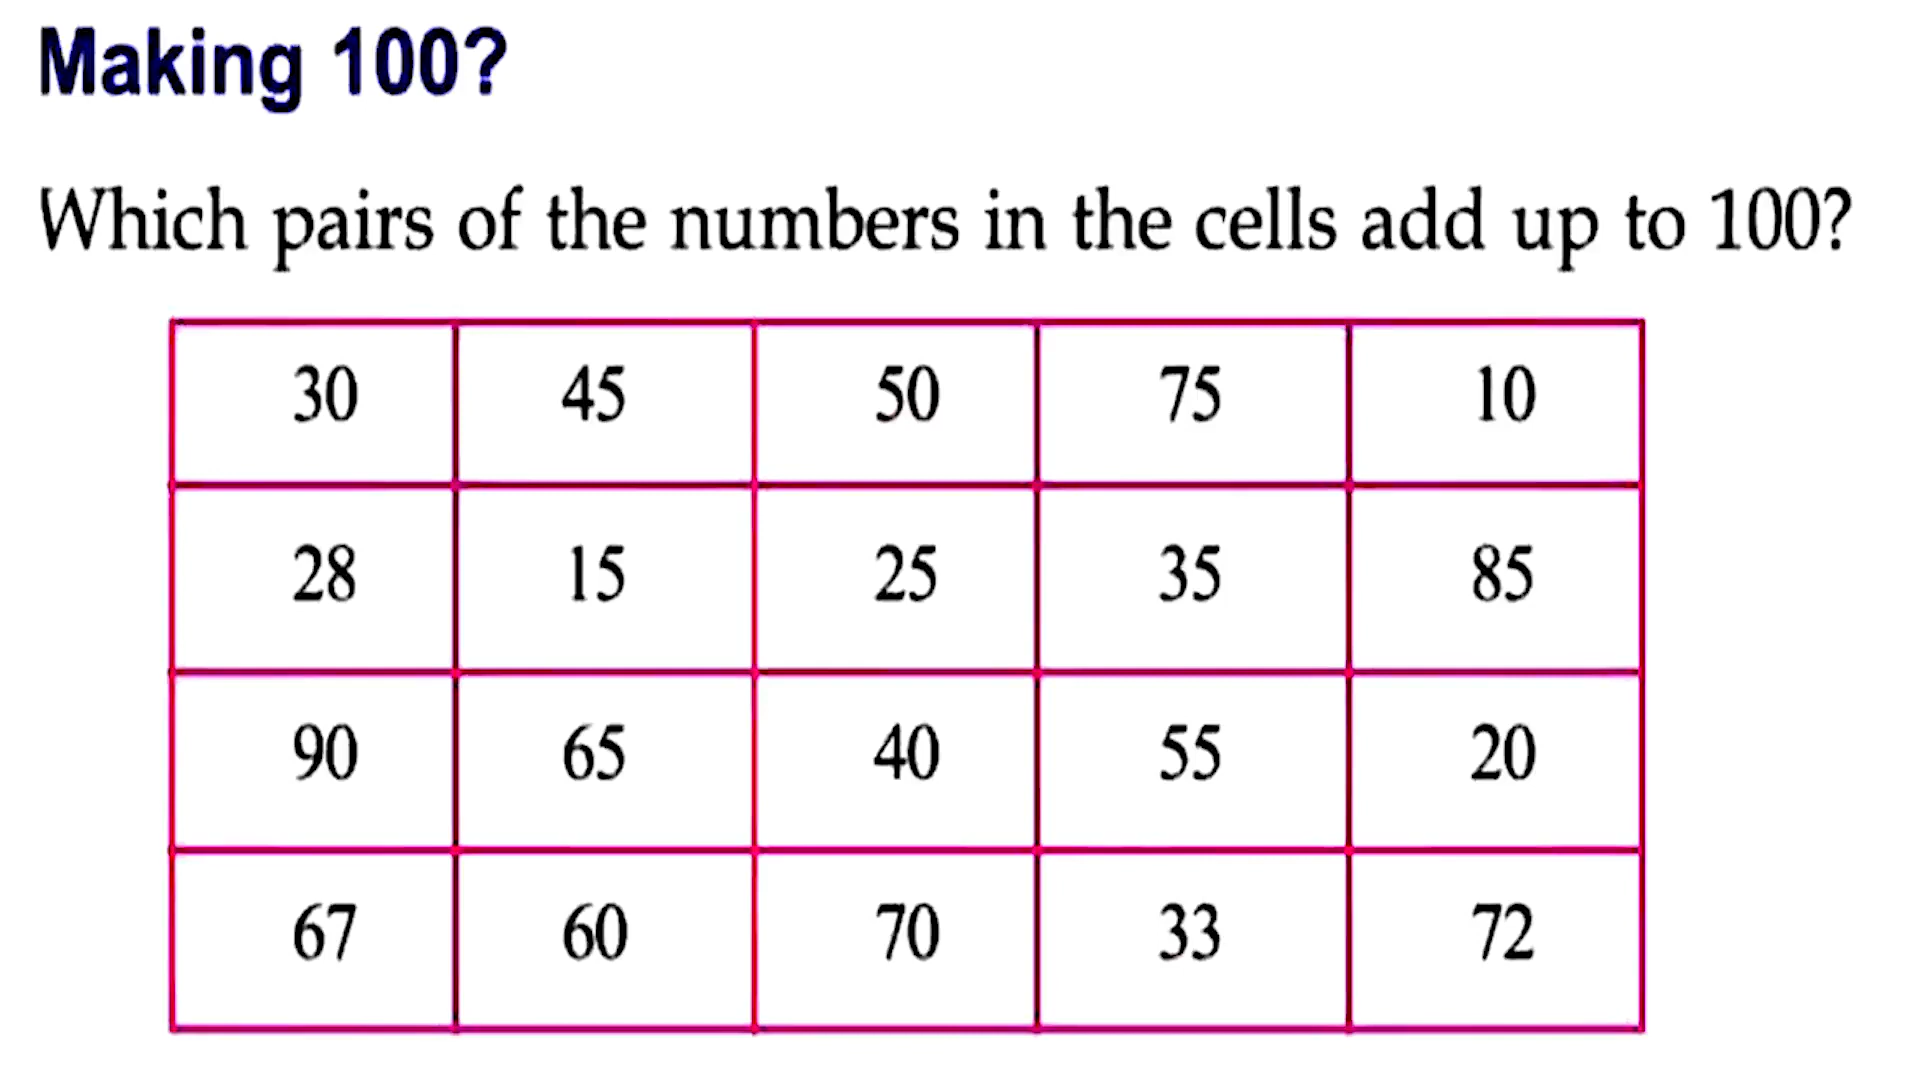 Making 100?
Which pairs of the numbers in the cells add up to 100?
30 45 50 75 10
28 15 25 35 85
90 65 40 55 20
67 60 70 33 72